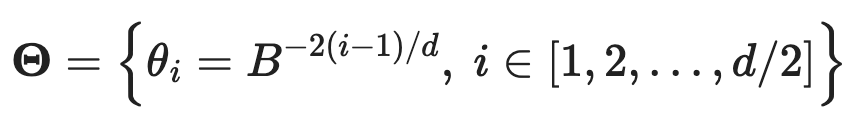 Θ = {θᵢ = B^{−2(i−1)/d}, i ∈ [1, 2, . . . , d/2]}